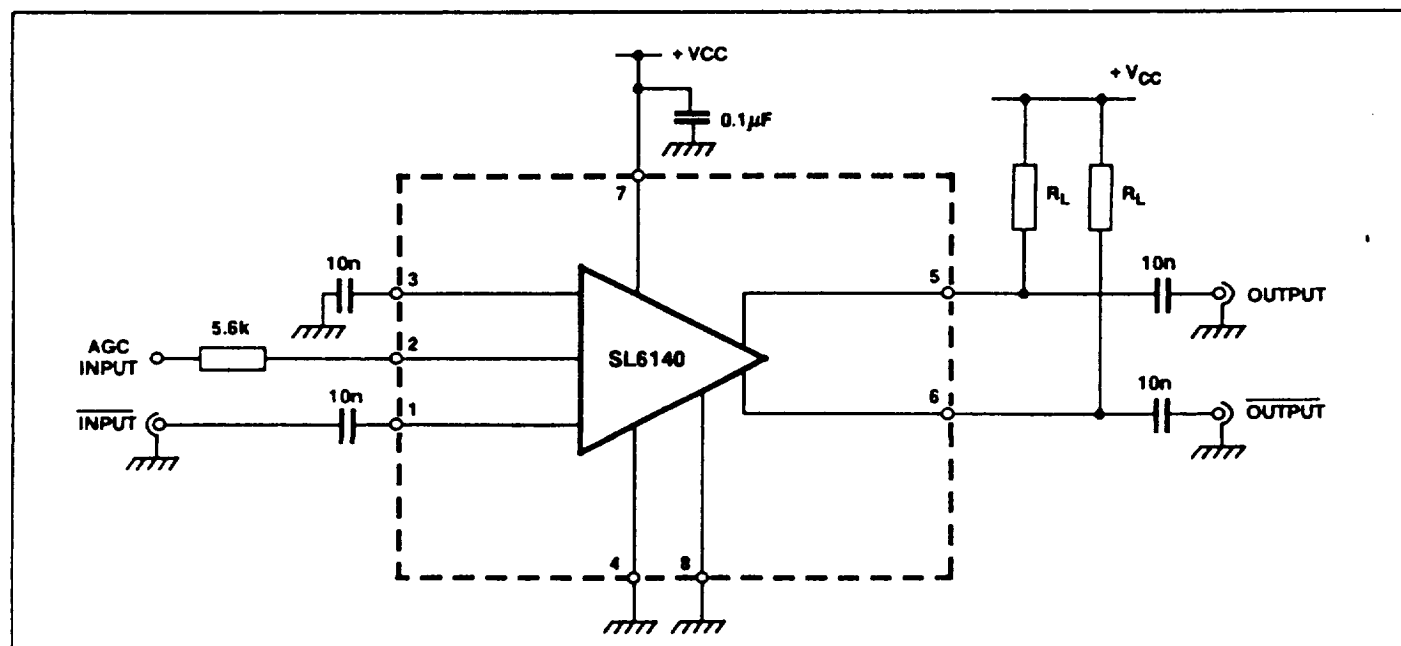 + VCC
+ VCC
0.1μF
7
RL
RL
10n
3
5
10n
OUTPUT
5.6k
AGC
INPUT
2
SL6140
10n
INPUT
1
6
10n
OUTPUT
4
8